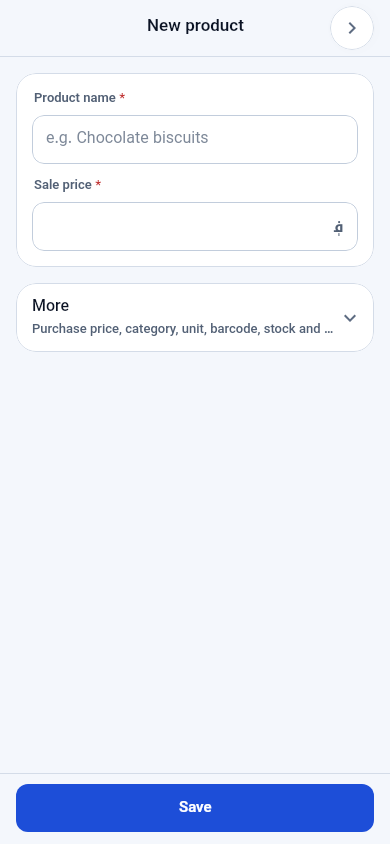 New product
Product name *
e.g. Chocolate biscuits
Sale price *
؋
More
Purchase price, category, unit, barcode, stock and ...
Save